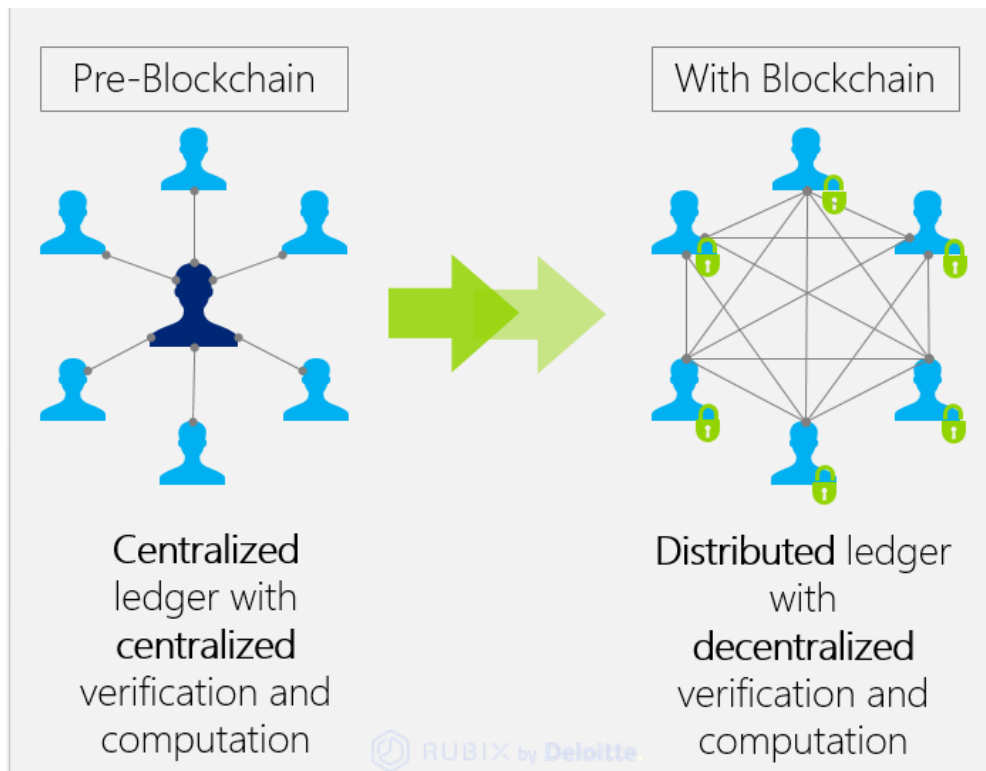 Pre-Blockchain
With Blockchain
Centralized
ledger with
centralized
verification and
computation
Distributed ledger
with
decentralized
verification and
computation
RUBIX by Deloitte.